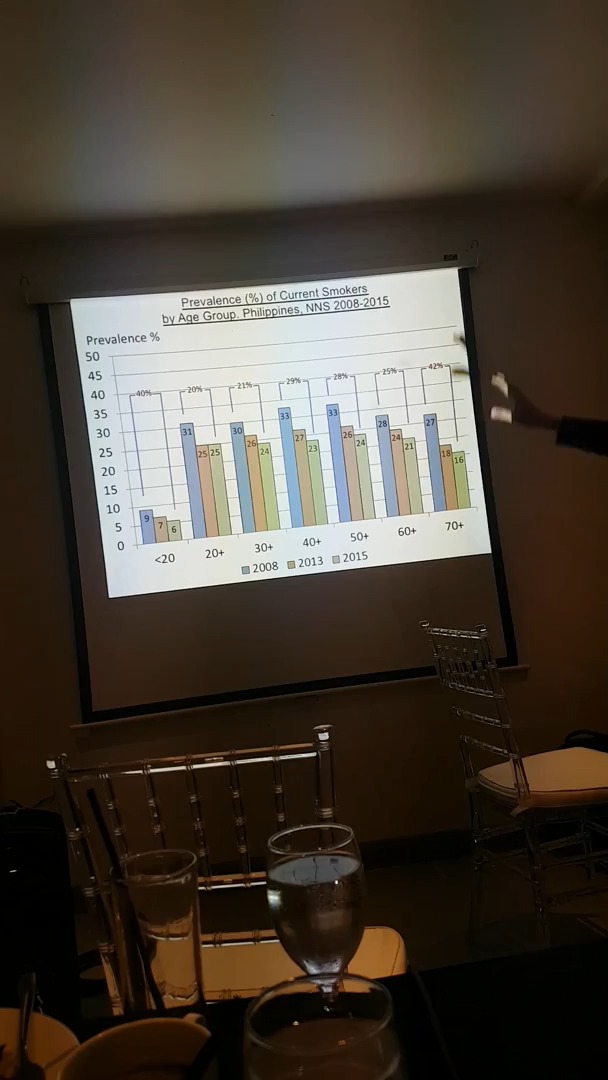 Prevalence (%) of Current Smokers
by Age Group. Philippines, NNS 2008-2015
Prevalence %
50
45
40
35
30
25
20
15
10
5
0
40% 20% 21% 29% 28% 25% 42%
9 7 6 31 25 25 30 26 24 33 27 23 33 26 24 28 24 21 27 18 16
<20 20+ 30+ 40+ 50+ 60+ 70+
2008 2013 2015